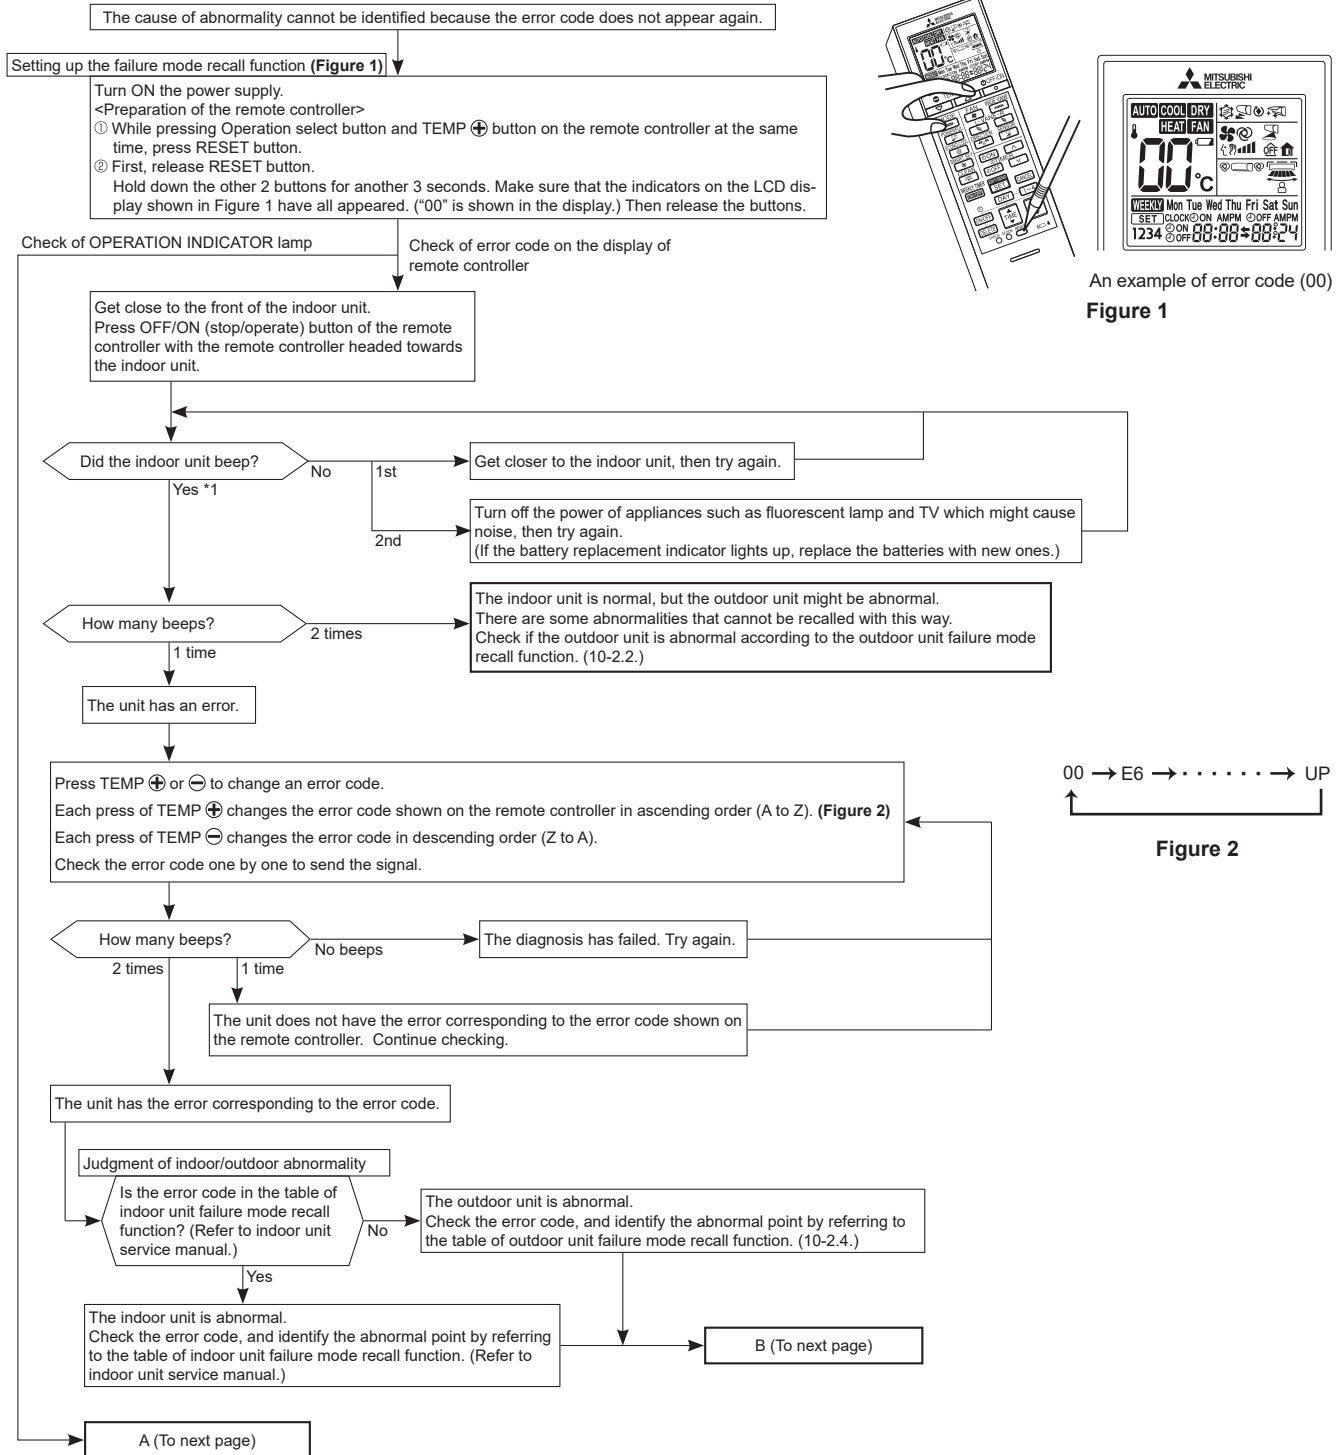 The cause of abnormality cannot be identified because the error code does not appear again.
Setting up the failure mode recall function (Figure 1)
Turn ON the power supply.
<Preparation of the remote controller>
① While pressing Operation select button and TEMP ⊕ button on the remote controller at the same
time, press RESET button.
② First, release RESET button.
Hold down the other 2 buttons for another 3 seconds. Make sure that the indicators on the LCD dis-
play shown in Figure 1 have all appeared. (“00” is shown in the display.) Then release the buttons.
MITSUBISHI
ELECTRIC
AUTO COOL DRY
HEAT FAN
00°C
OFF
WEEKLY Mon Tue Wed Thu Fri Sat Sun
SET CLOCK ON AMPM OFF AMPM
1234 ON OFF 88:88 88:24
An example of error code (00)
Figure 1
Check of OPERATION INDICATOR lamp
Check of error code on the display of
remote controller
Get close to the front of the indoor unit.
Press OFF/ON (stop/operate) button of the remote
controller with the remote controller headed towards
the indoor unit.
Did the indoor unit beep?
No
1st
Get closer to the indoor unit, then try again.
Yes *1
2nd
Turn off the power of appliances such as fluorescent lamp and TV which might cause
noise, then try again.
(If the battery replacement indicator lights up, replace the batteries with new ones.)
How many beeps?
2 times
The indoor unit is normal, but the outdoor unit might be abnormal.
There are some abnormalities that cannot be recalled with this way.
Check if the outdoor unit is abnormal according to the outdoor unit failure mode
recall function. (10-2.2.)
1 time
The unit has an error.
Press TEMP ⊕ or ⊖ to change an error code.
Each press of TEMP ⊕ changes the error code shown on the remote controller in ascending order (A to Z). (Figure 2)
Each press of TEMP ⊖ changes the error code in descending order (Z to A).
Check the error code one by one to send the signal.
00 → E6 → · · · · · · → UP
Figure 2
How many beeps?
No beeps
The diagnosis has failed. Try again.
2 times
1 time
The unit does not have the error corresponding to the error code shown on
the remote controller. Continue checking.
The unit has the error corresponding to the error code.
Judgment of indoor/outdoor abnormality
Is the error code in the table of
indoor unit failure mode recall
function? (Refer to indoor unit
service manual.)
No
The outdoor unit is abnormal.
Check the error code, and identify the abnormal point by referring to
the table of outdoor unit failure mode recall function. (10-2.4.)
Yes
The indoor unit is abnormal.
Check the error code, and identify the abnormal point by referring
to the table of indoor unit failure mode recall function. (Refer to
indoor unit service manual.)
B (To next page)
A (To next page)